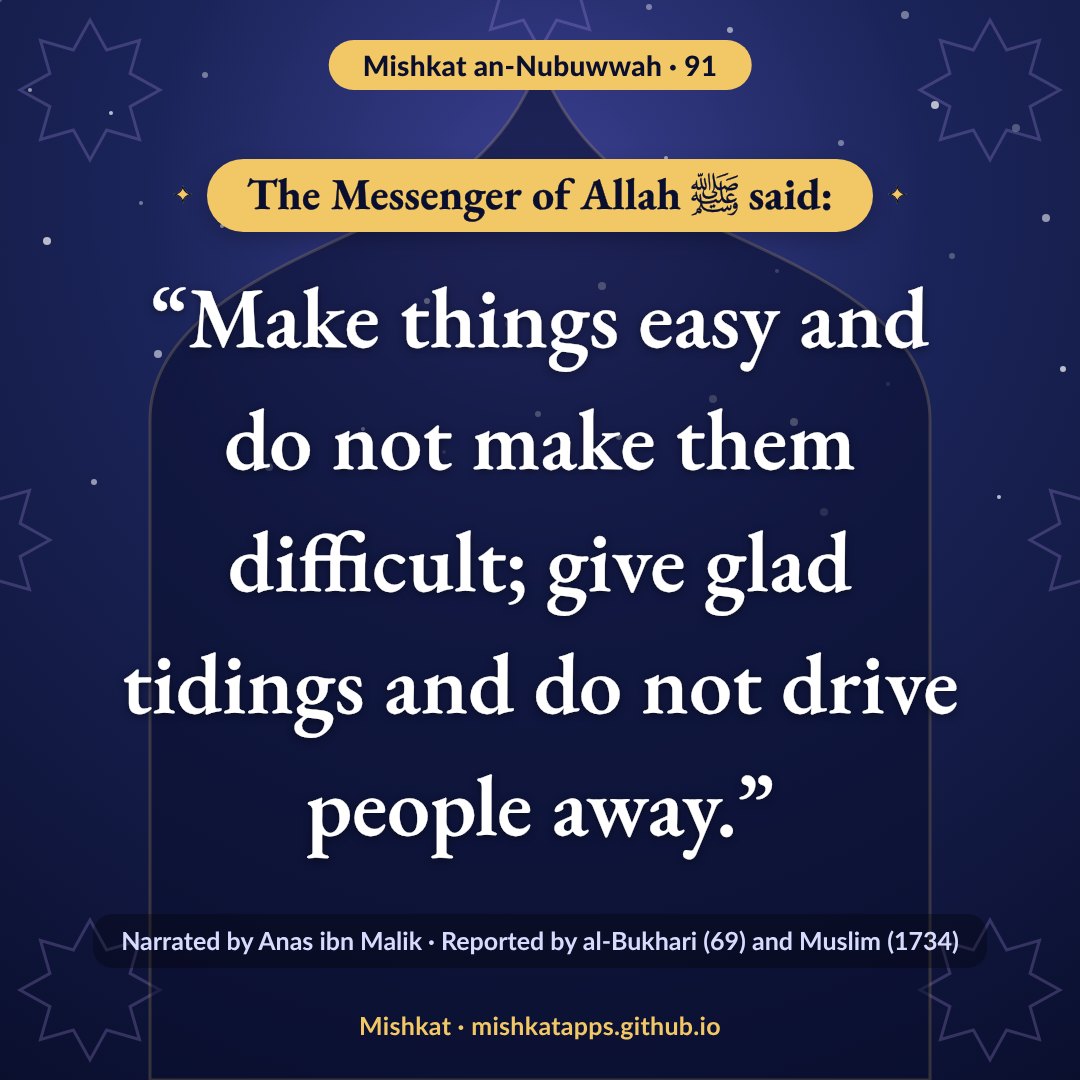 Mishkat an-Nubuwwah · 91
The Messenger of Allah ﷺ said:
“Make things easy and
do not make them
difficult; give glad
tidings and do not drive
people away.”
Narrated by Anas ibn Malik · Reported by al-Bukhari (69) and Muslim (1734)
Mishkat · mishkatapps.github.io